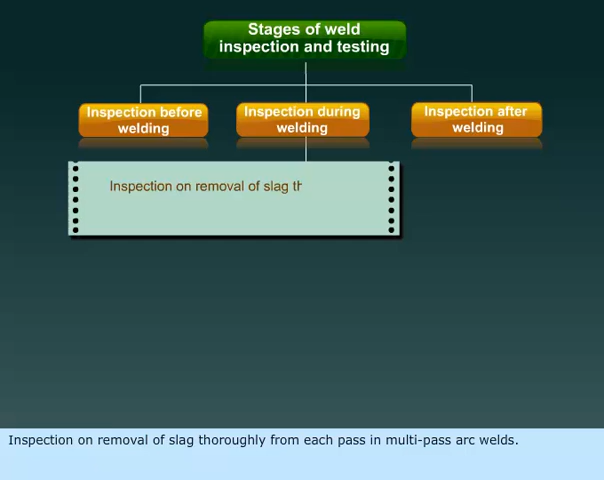 Stages of weld
inspection and testing
Inspection before
welding
Inspection during
welding
Inspection after
welding
Inspection on removal of slag th
Inspection on removal of slag thoroughly from each pass in multi-pass arc welds.